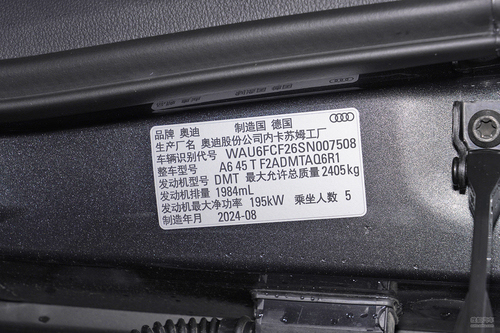 品牌 奥迪 制造国 德国
生产厂名 奥迪股份公司内卡苏姆工厂
车辆识别代号 WAU6FCF26SN007508
整车型号 A6 45 T F2ADMTAQ6R1
发动机型号 DMT 最大允许总质量 2405kg
发动机排量 1984mL
发动机最大净功率 195kW 乘坐人数 5
制造年月 2024-08